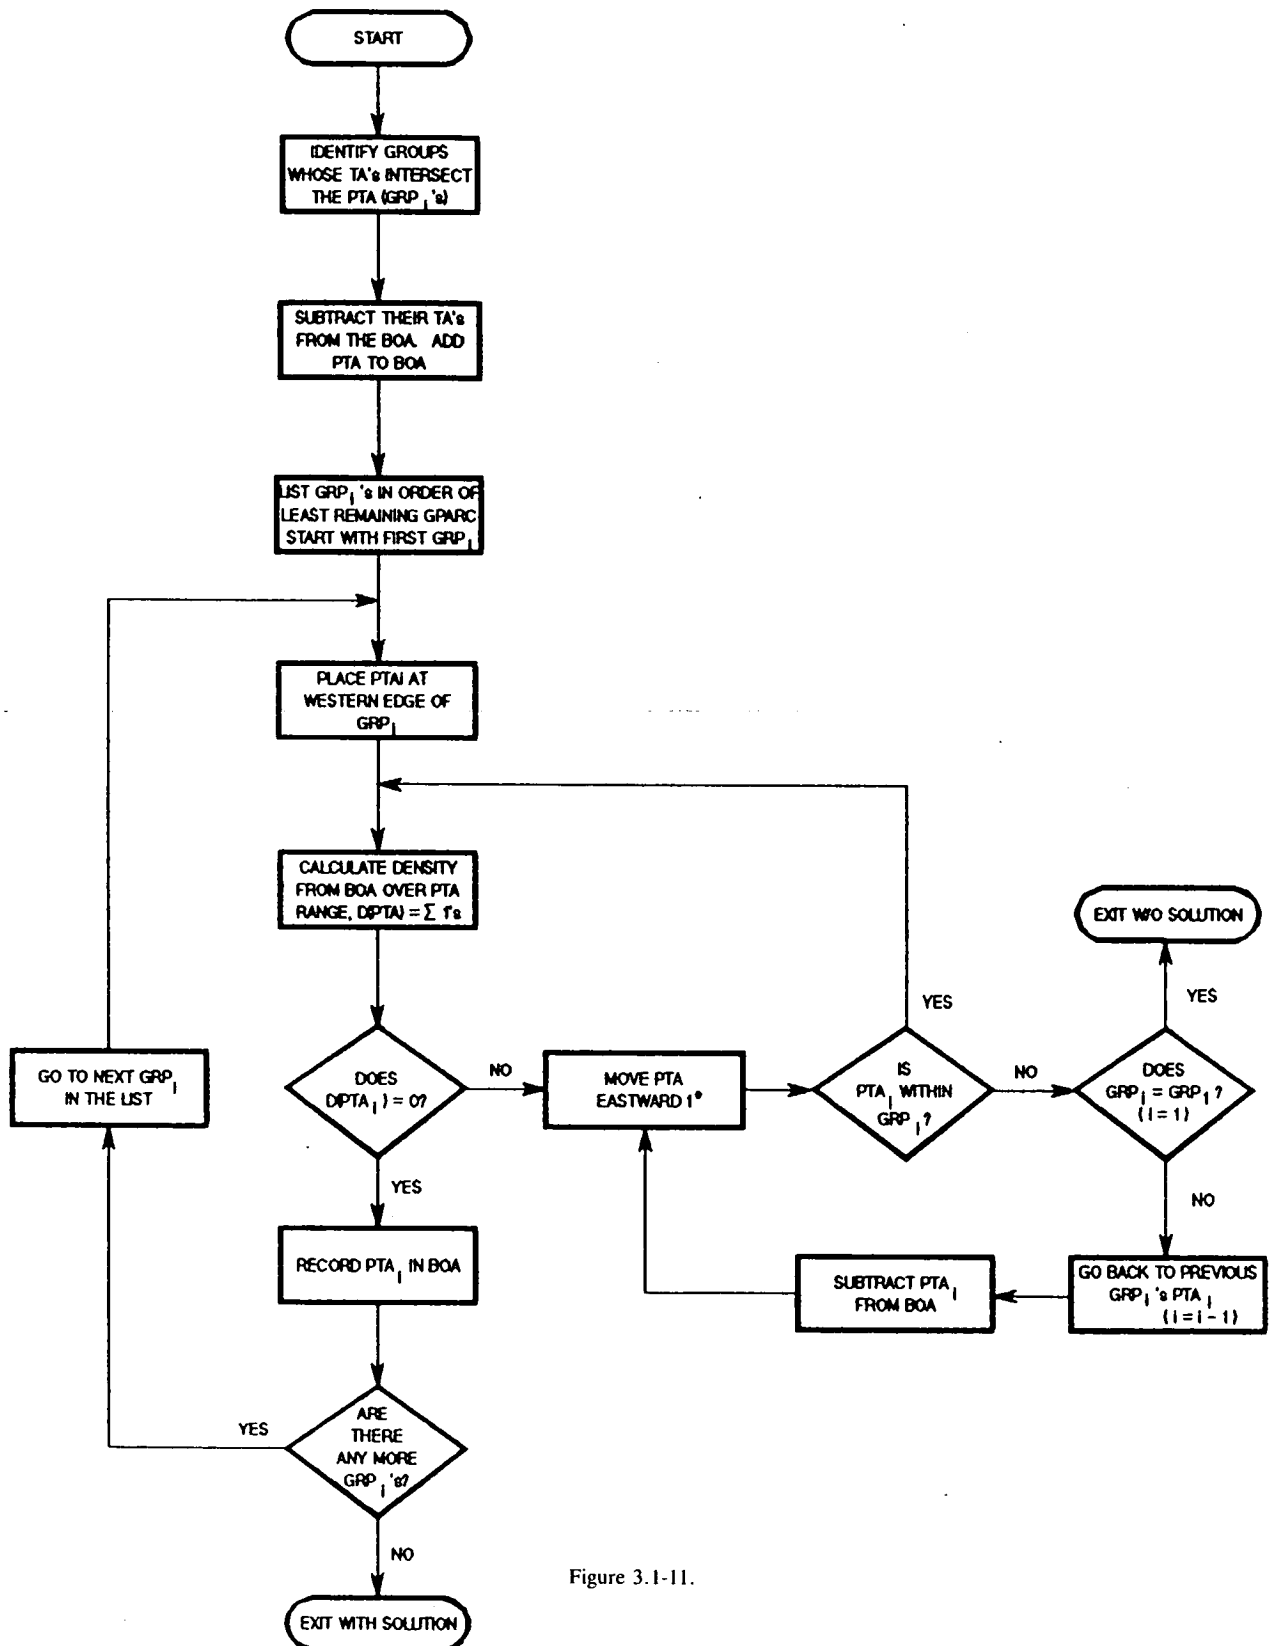 START
IDENTIFY GROUPS
WHOSE TA's INTERSECT
THE PTA (GRP i 's)
SUBTRACT THEIR TA's
FROM THE BOA. ADD
PTA TO BOA
LIST GRP i 's IN ORDER OF
LEAST REMAINING GPARC
START WITH FIRST GRP i
PLACE PTAi AT
WESTERN EDGE OF
GRP i
CALCULATE DENSITY
FROM BOA OVER PTA
RANGE, D(PTA) = ∑ 1's
EXIT W/O SOLUTION
YES
YES
GO TO NEXT GRP i
IN THE LIST
DOES
D(PTA i ) = 0?
NO
MOVE PTA
EASTWARD 1°
IS
PTA i WITHIN
GRP i ?
NO
DOES
GRP i = GRP 1 ?
( i = 1)
YES
NO
RECORD PTA i IN BOA
SUBTRACT PTA i
FROM BOA
GO BACK TO PREVIOUS
GRP i 's PTA i
( i = i - 1)
YES
ARE
THERE
ANY MORE
GRP i 's?
NO
Figure 3.1-11.
EXIT WITH SOLUTION